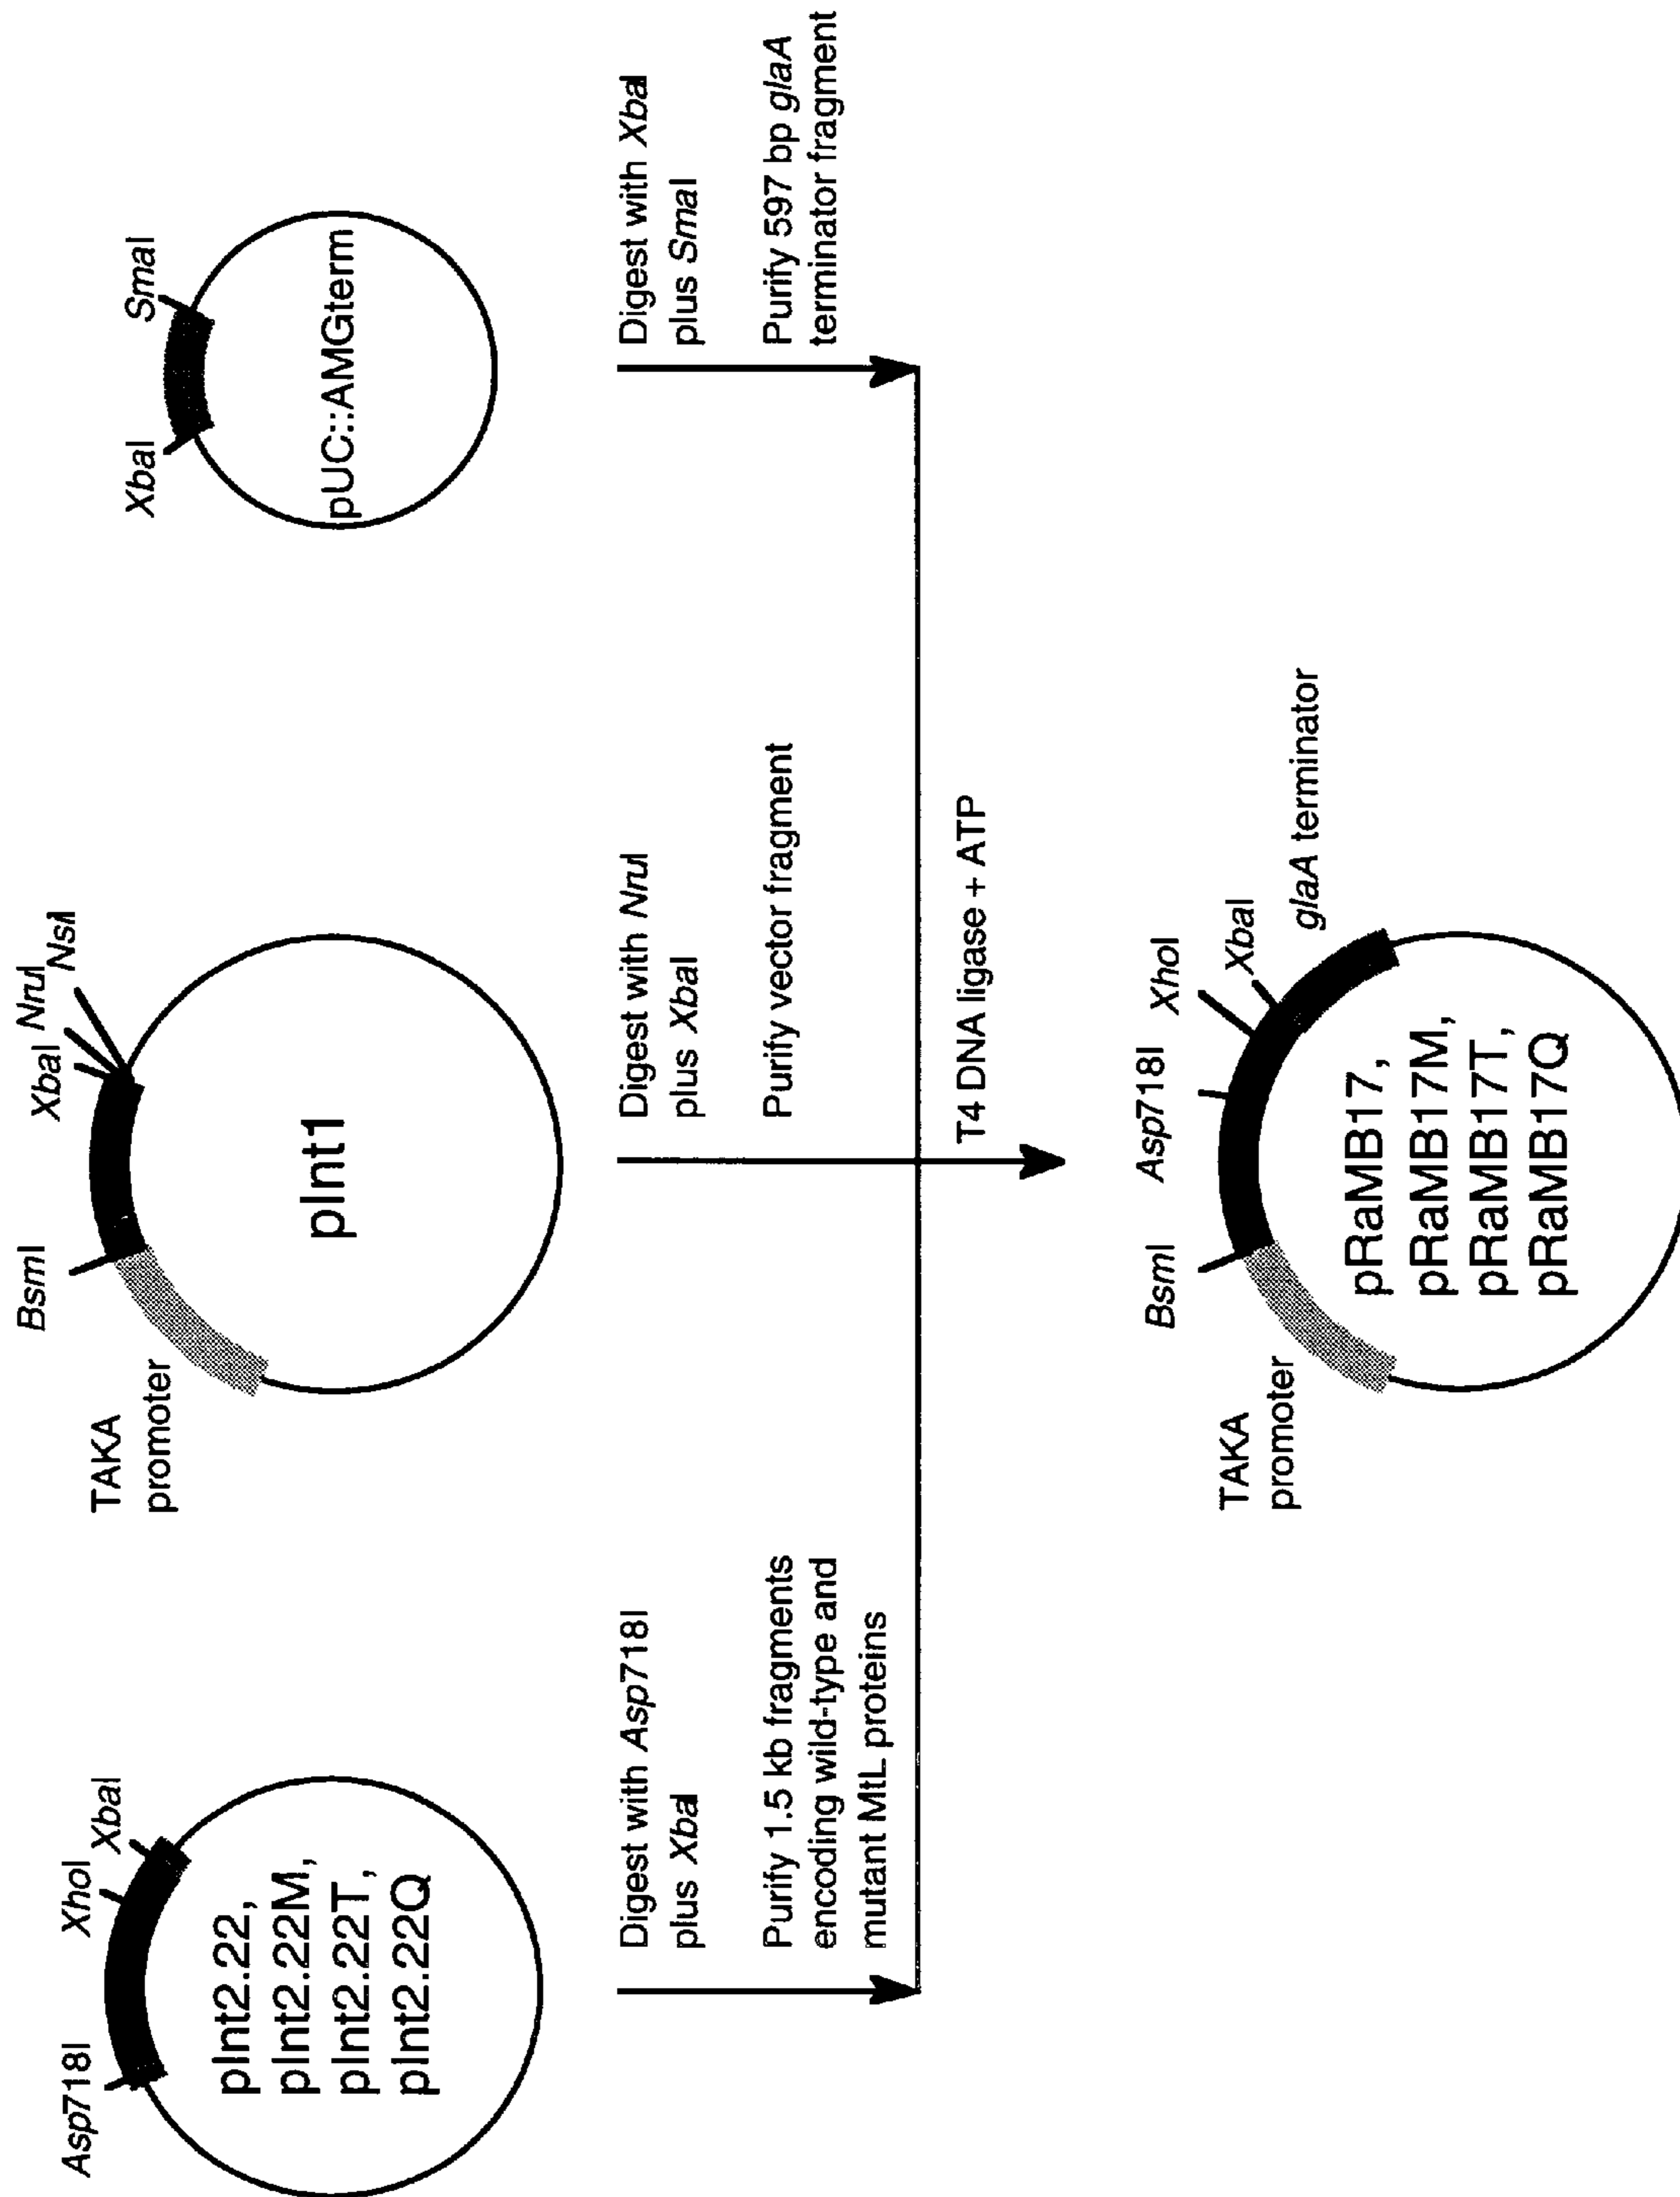 Asp718I
XhoI
XbaI
pInt2.22,
pInt2.22M,
pInt2.22T,
pInt2.22Q
Digest with Asp718I
plus XbaI
Purify 1.5 kb fragments
encoding wild-type and
mutant MtL proteins
TAKA
promoter
BsmI
XbaI
NruI
NsiI
pInt1
Digest with NruI
plus XbaI
Purify vector fragment
XbaI
SmaI
pUC::AMGterm
Digest with XbaI
plus SmaI
Purify 597 bp glaA
terminator fragment
T4 DNA ligase + ATP
TAKA
promoter
BsmI
Asp718I
XhoI
XbaI
glaA terminator
pRaMB17,
pRaMB17M,
pRaMB17T,
pRaMB17Q